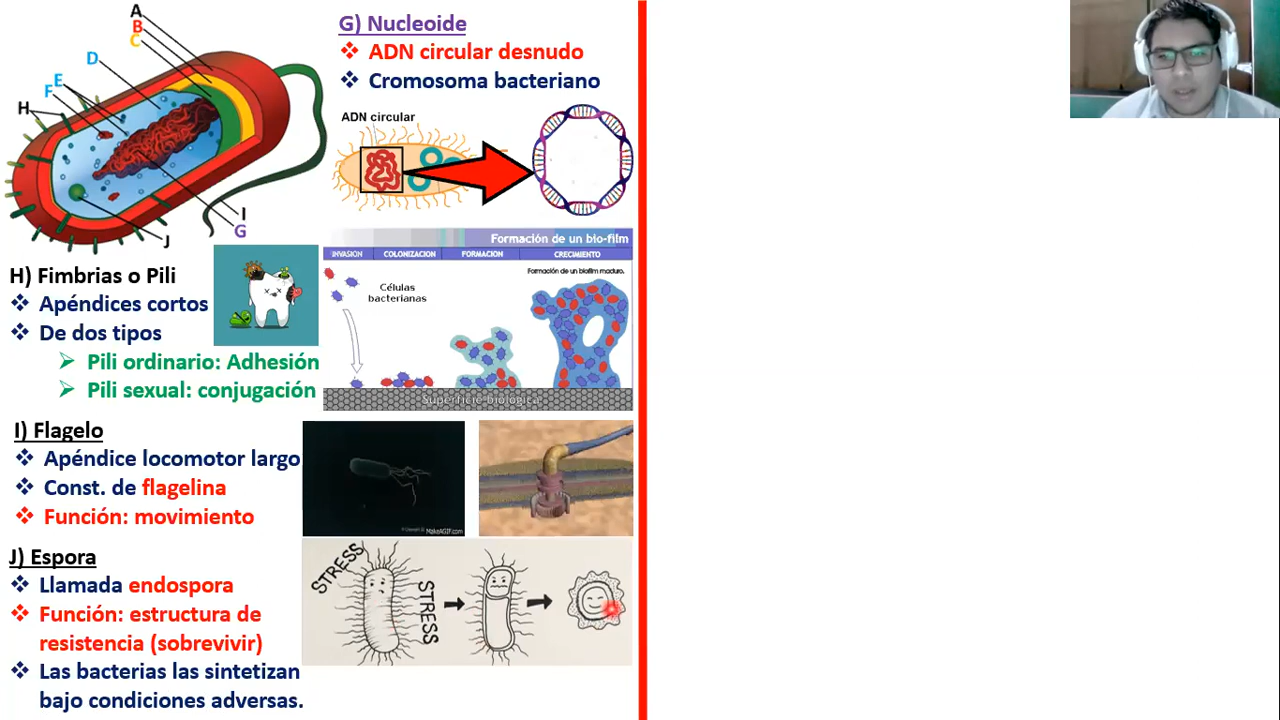 A
B
C
D
E
F
H
I
G
J
G) Nucleoide
❖ ADN circular desnudo
❖ Cromosoma bacteriano
ADN circular
Formación de un bio-film
INVASION COLONIZACION FORMACION CRECIMIENTO
Formación de un biofilm maduro.
Células
bacterianas
Superficie biológica
H) Fimbrias o Pili
❖ Apéndices cortos
❖ De dos tipos
➢ Pili ordinario: Adhesión
➢ Pili sexual: conjugación
I) Flagelo
❖ Apéndice locomotor largo
❖ Const. de flagelina
❖ Función: movimiento
MakeAGIF.com
J) Espora
❖ Llamada endospora
❖ Función: estructura de
resistencia (sobrevivir)
❖ Las bacterias las sintetizan
bajo condiciones adversas.
STRESS
STRESS